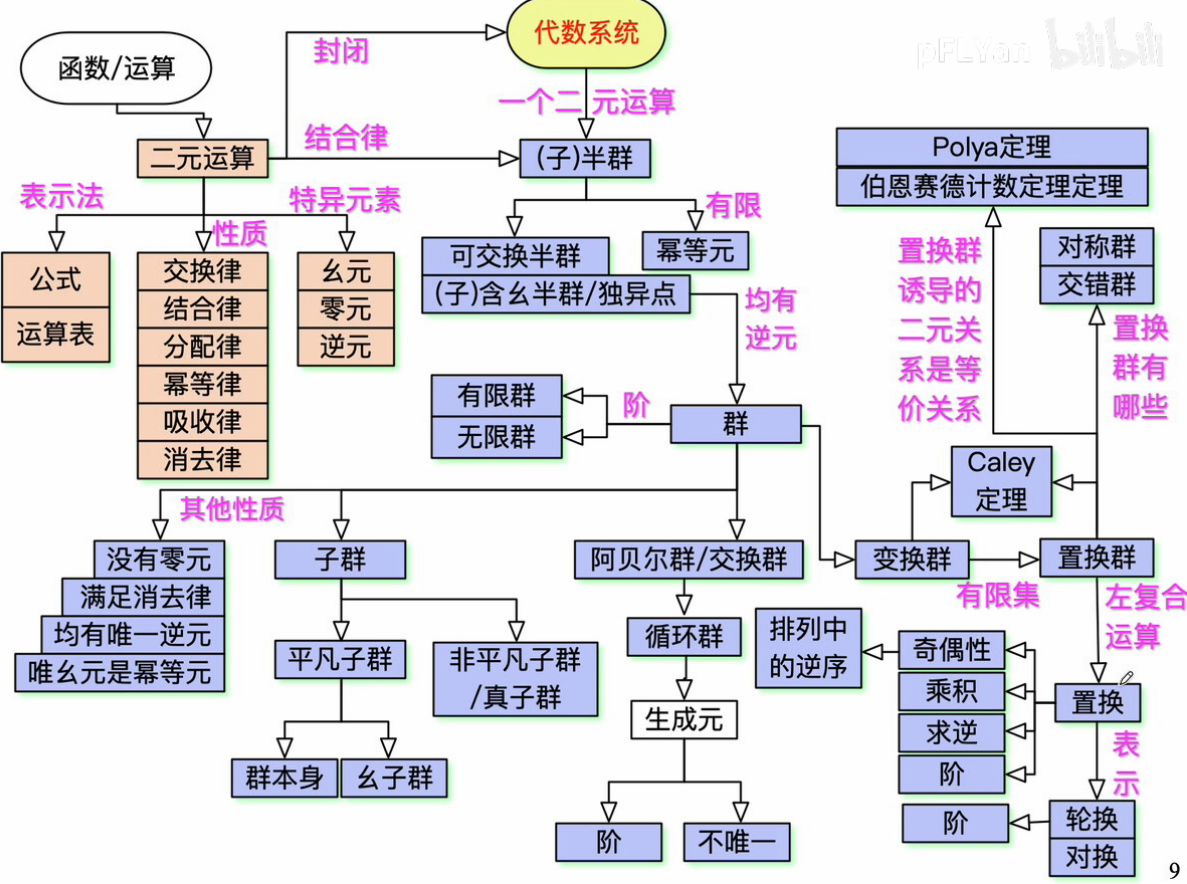 pFLYan bilibili
代数系统
函数/运算
封闭
一个二元运算
结合律
二元运算
(子)半群
表示法
特异元素
性质
公式
运算表
交换律
结合律
分配律
幂等律
吸收律
消去律
幺元
零元
逆元
有限
可交换半群
幂等元
(子)含幺半群/独异点
均有
逆元
Polya定理
伯恩赛德计数定理定理
置换群
诱导的
二元关
系是等
价关系
对称群
交错群
置换
群有
哪些
有限群
无限群
阶
群
Caley
定理
其他性质
没有零元
满足消去律
均有唯一逆元
唯幺元是幂等元
子群
平凡子群
非平凡子群
/真子群
群本身
幺子群
阿贝尔群/交换群
循环群
生成元
阶
不唯一
变换群
有限集
置换群
左复合
运算
排列中
的逆序
奇偶性
乘积
求逆
阶
置换
表
示
阶
轮换
对换
9